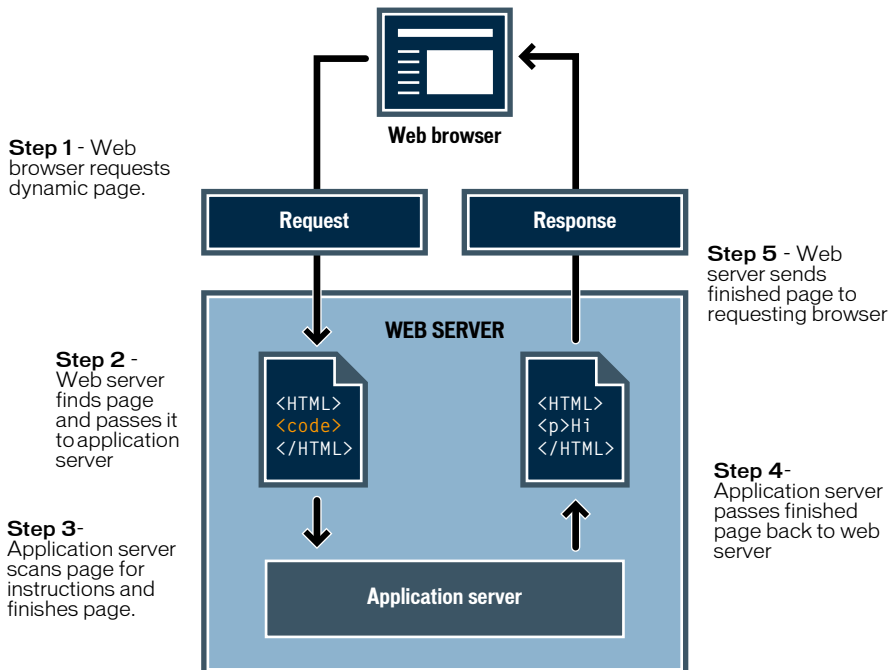 Web browser
Step 1 - Web
browser requests
dynamic page.
Request
Response
Step 5 - Web
server sends
finished page to
requesting browser
WEB SERVER
Step 2 -
Web server
finds page
and passes it
to application
server
<HTML>
<code>
</HTML>
<HTML>
<p>Hi
</HTML>
Step 4-
Application server
passes finished
page back to web
server
Step 3-
Application server
scans page for
instructions and
finishes page.
Application server